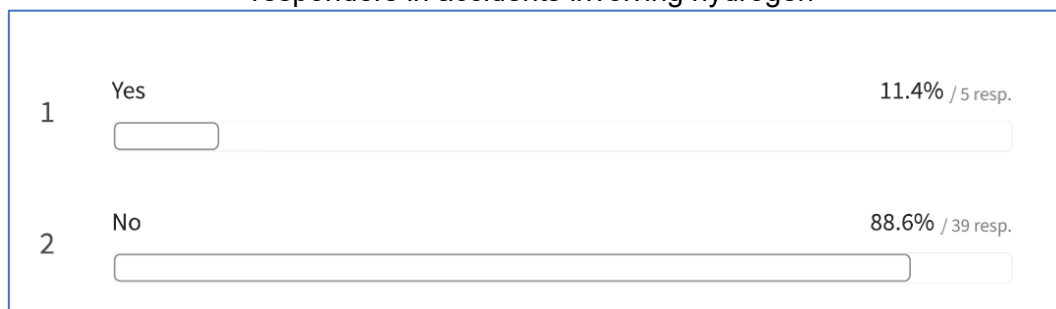 responders in accidents involving hydrogen
1
Yes
11.4% / 5 resp.
2
No
88.6% / 39 resp.